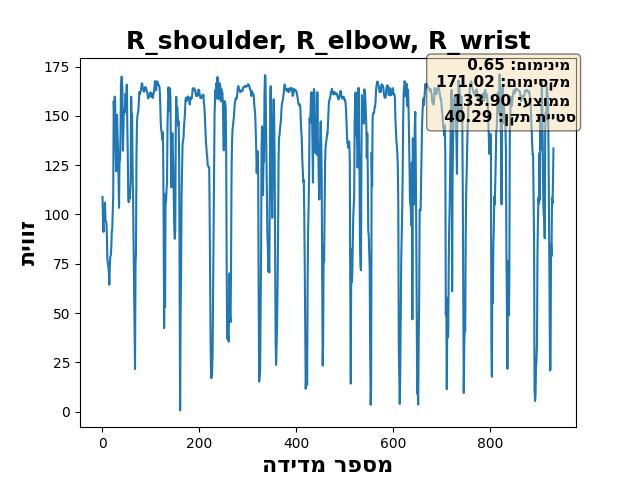 R_shoulder, R_elbow, R_wrist
מינימום: 0.65
מקסימום: 171.02
ממוצע: 133.90
סטיית תקן: 40.29
175
150
125
100
75
50
25
0
זווית
0 200 400 600 800
מספר מדידה